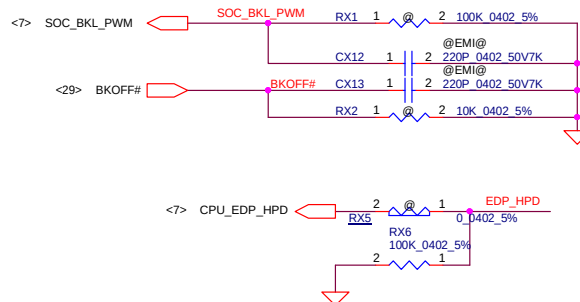 SOC_BKL_PWM
<7> SOC_BKL_PWM RX1 1 @ 2 100K_0402_5%
@EMI@
CX12 1 2 220P_0402_50V7K
@EMI@
<29> BKOFF# BKOFF# CX13 1 2 220P_0402_50V7K
RX2 1 @ 2 10K_0402_5%
<7> CPU_EDP_HPD 2 @ 1 EDP_HPD
RX5 0_0402_5%
RX6
100K_0402_5%
2 1